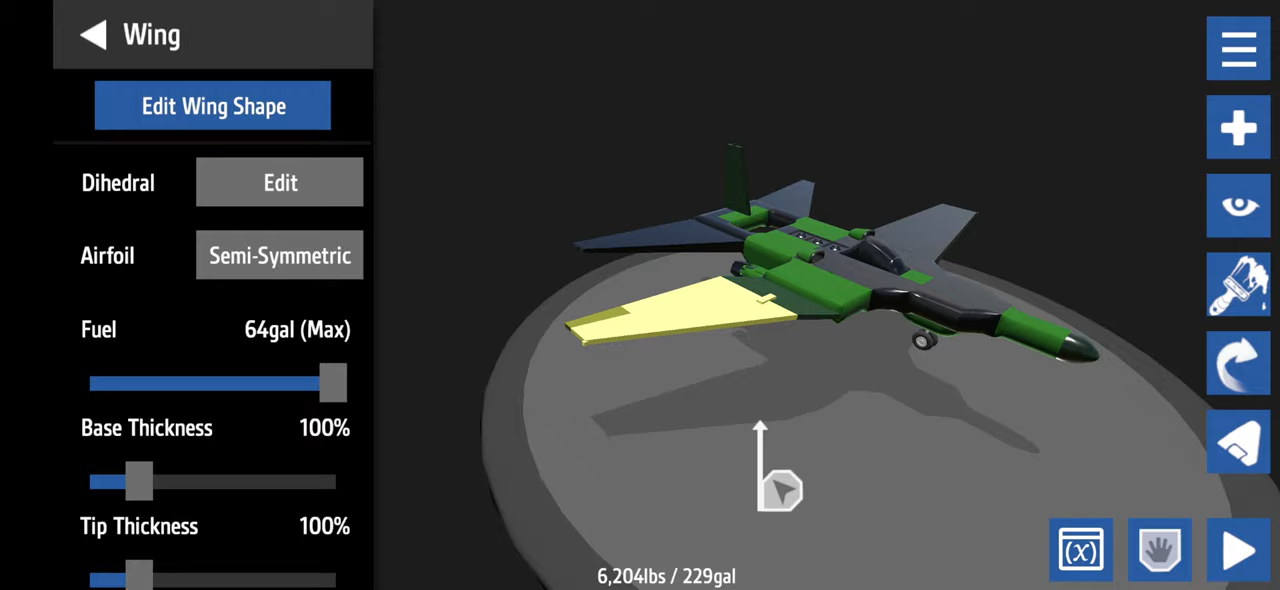 Wing
Edit Wing Shape
Dihedral Edit
Airfoil Semi-Symmetric
Fuel 64gal (Max)
Base Thickness 100%
Tip Thickness 100%
6,204lbs / 229gal
(x)